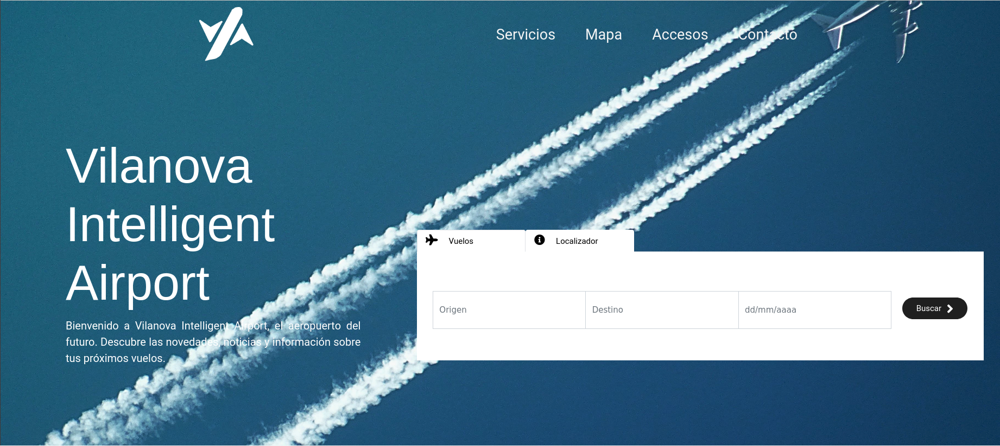 Servicios Mapa Accesos Contacto
Vilanova
Intelligent
Airport
Bienvenido a Vilanova Intelligent Airport, el aeropuerto del
futuro. Descubre las novedades, noticias y información sobre
tus próximos vuelos.
Vuelos Localizador
Origen Destino dd/mm/aaaa Buscar